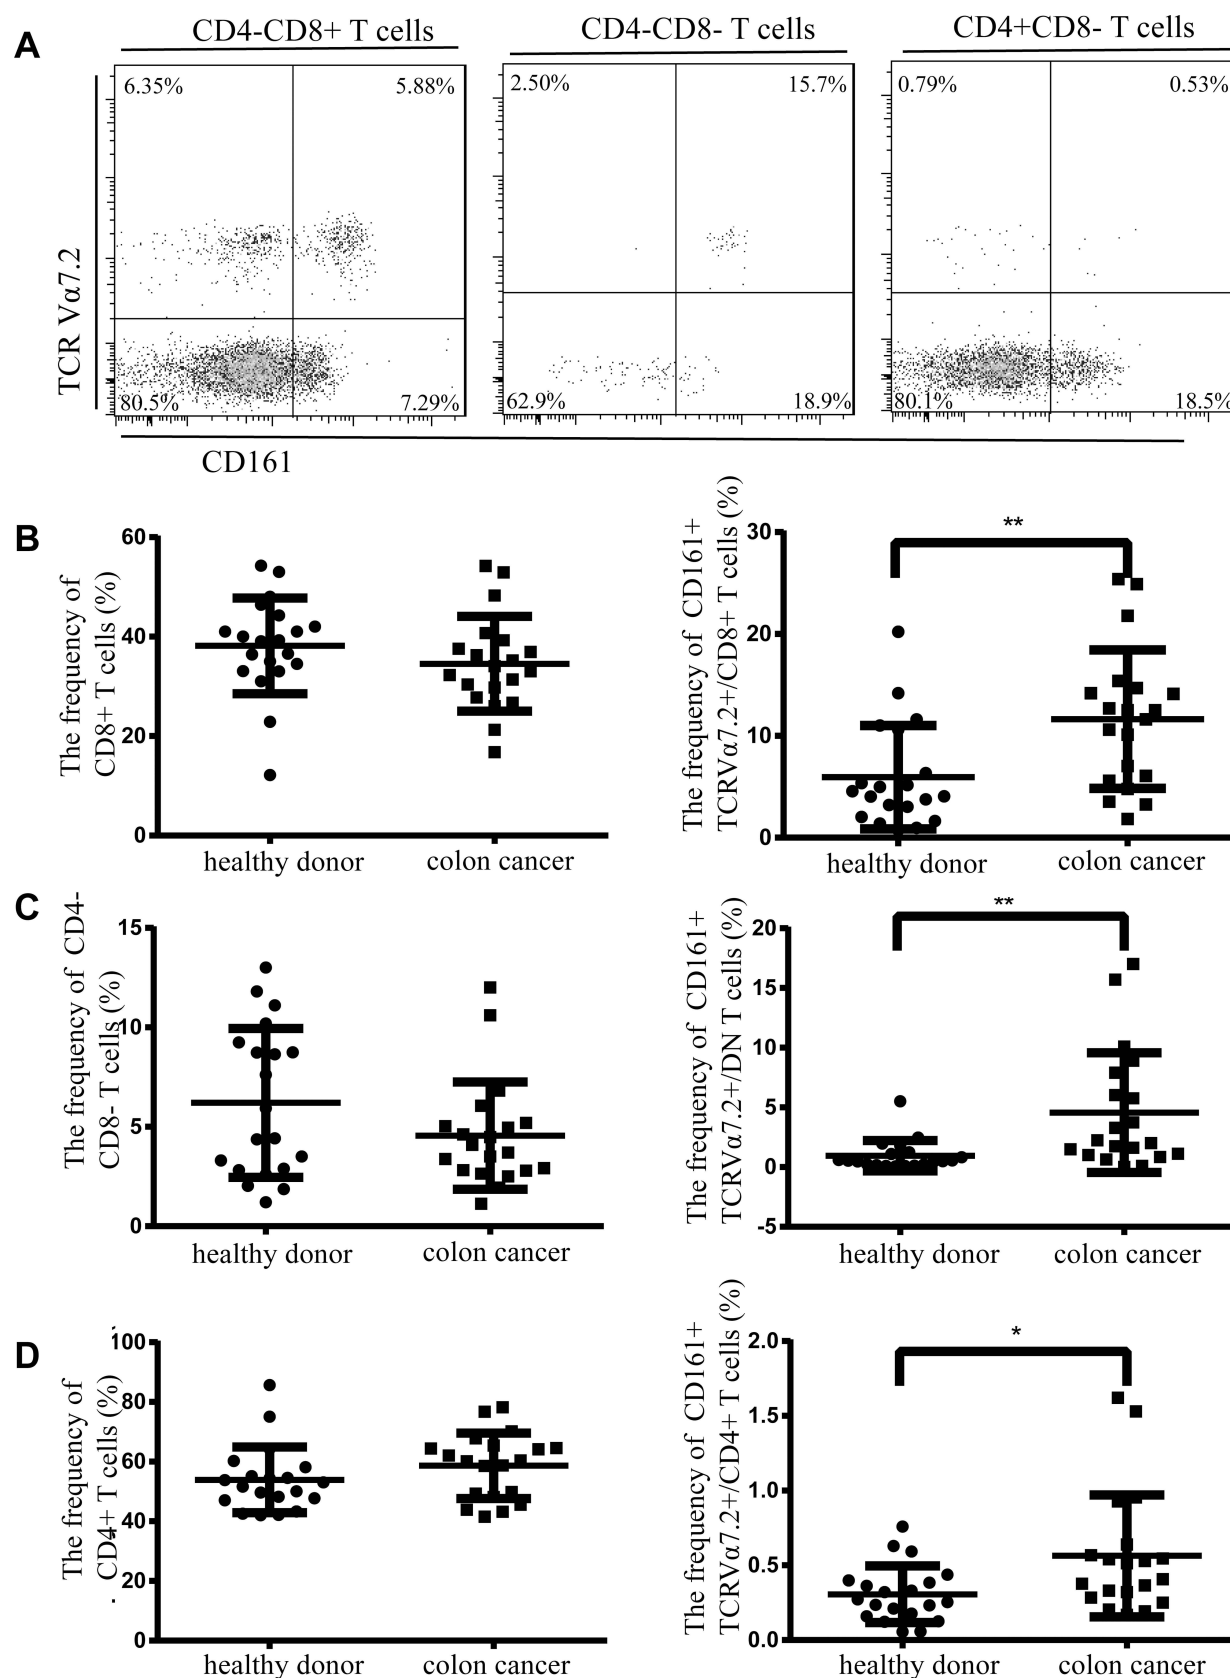 A
CD4-CD8+ T cells
CD4-CD8- T cells
CD4+CD8- T cells
6.35%
5.88%
2.50%
15.7%
0.79%
0.53%
TCR Vα7.2
80.5%
7.29%
62.9%
18.9%
80.1%
18.5%
CD161
B
The frequency of
CD8+ T cells (%)
60
40
20
0
healthy donor
colon cancer
The frequency of CD161+
TCRVα7.2+/CD8+ T cells (%)
30
20
10
0
**
healthy donor
colon cancer
C
The frequency of CD4-
CD8- T cells (%)
15
10
5
0
healthy donor
colon cancer
The frequency of CD161+
TCRVα7.2+/DN T cells (%)
20
15
10
5
0
-5
**
healthy donor
colon cancer
D
The frequency of
CD4+ T cells (%)
100
80
60
40
20
0
healthy donor
colon cancer
The frequency of CD161+
TCRVα7.2+/CD4+ T cells (%)
2.0
1.5
1.0
0.5
0.0
*
healthy donor
colon cancer